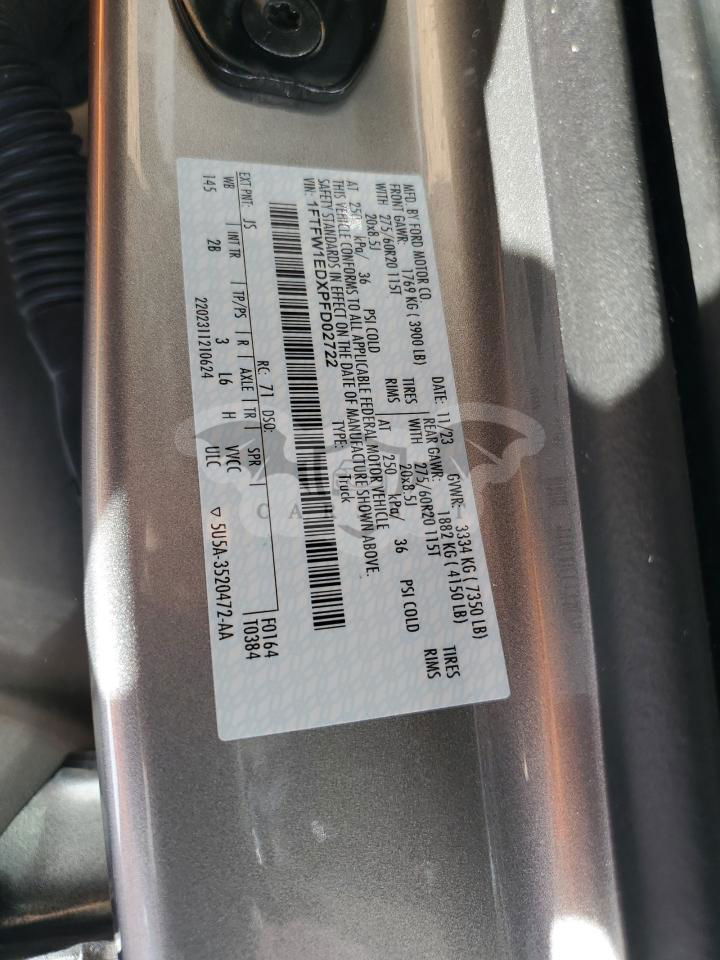 MFD. BY FORD MOTOR CO.
DATE: 11/23 GVWR: 3334 KG ( 7350 LB)
FRONT GAWR: 1769 KG ( 3900 LB) REAR GAWR: 1882 KG ( 4150 LB)
WITH 275/60R20 115T TIRES WITH 275/60R20 115T TIRES
20x8.5J RIMS 20x8.5J RIMS
AT 250 kPa/ 36 PSI COLD AT 250 kPa/ 36 PSI COLD
THIS VEHICLE CONFORMS TO ALL APPLICABLE FEDERAL MOTOR VEHICLE
SAFETY STANDARDS IN EFFECT ON THE DATE OF MANUFACTURE SHOWN ABOVE.
VIN: 1FTFW1EDXPFD02722 TYPE: Truck
F0164
T0384
EXT PNT: JS RC: 71 DSO:
WB INT TR TP/PS R AXLE TR SPR
145 2B 3 L6 H VVCC
2202311210624 ULC 5U5A-3520472-AA